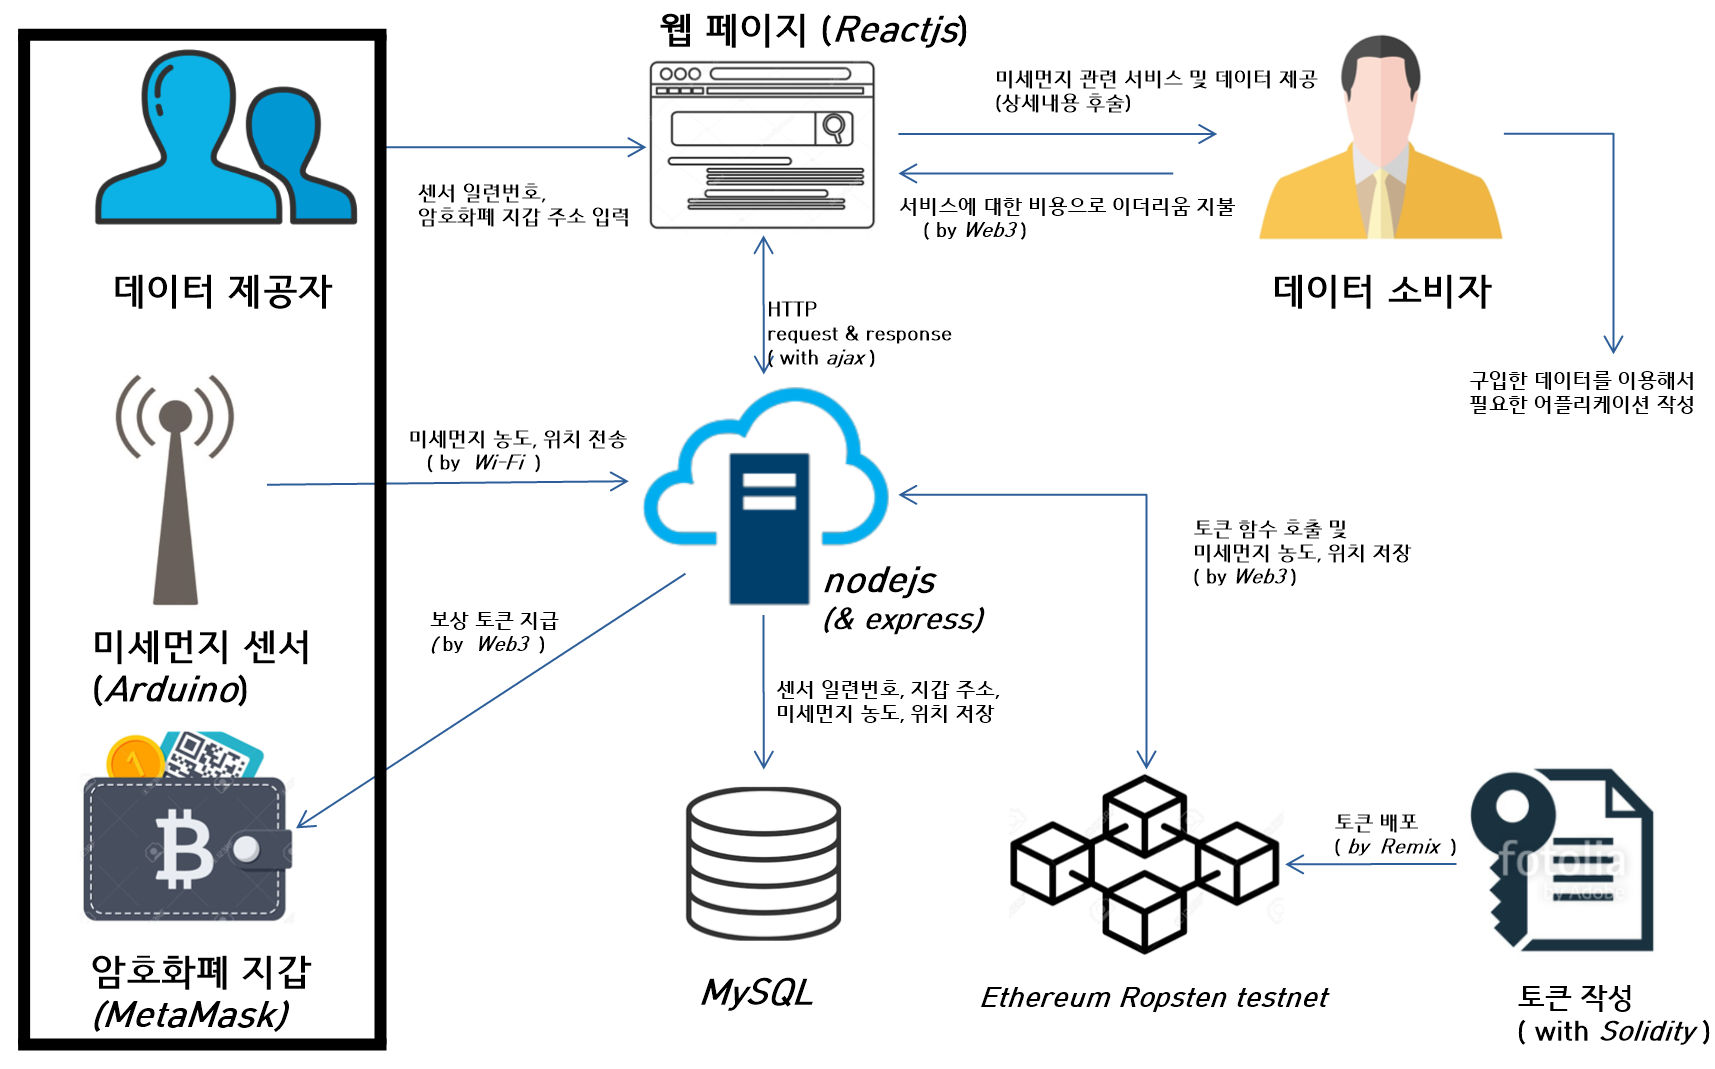 웹 페이지 (Reactjs)
미세먼지 관련 서비스 및 데이터 제공
(상세내용 후술)
센서 일련번호,
암호화폐 지갑 주소 입력
서비스에 대한 비용으로 이더리움 지불
( by Web3 )
데이터 제공자
데이터 소비자
HTTP
request & response
( with ajax )
구입한 데이터를 이용해서
필요한 어플리케이션 작성
미세먼지 농도, 위치 전송
( by Wi-Fi )
토큰 함수 호출 및
미세먼지 농도, 위치 저장
( by Web3 )
nodejs
(& express)
보상 토큰 지급
( by Web3 )
미세먼지 센서
(Arduino)
센서 일련번호, 지갑 주소,
미세먼지 농도, 위치 저장
1
토큰 배포
( by Remix )
fotolia
by Adobe
암호화폐 지갑
(MetaMask)
MySQL
Ethereum Ropsten testnet
토큰 작성
( with Solidity )